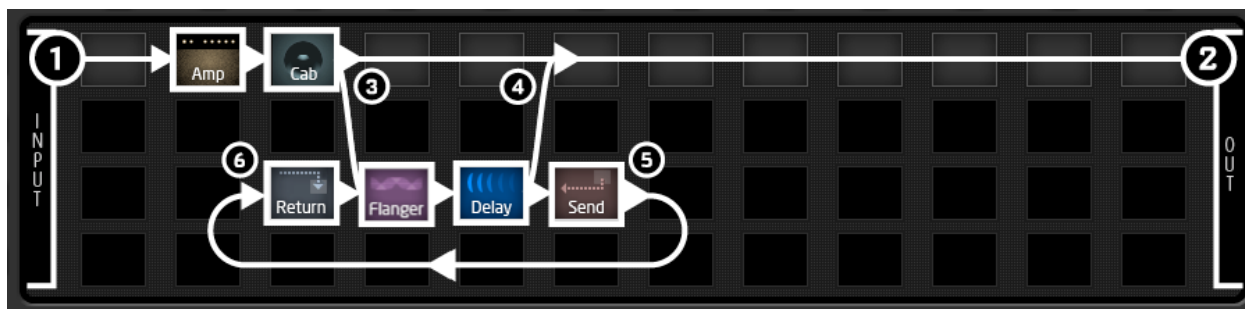 1
Amp
Cab
2
3
4
INPUT
OUT
6
5
Return
Flanger
Delay
Send